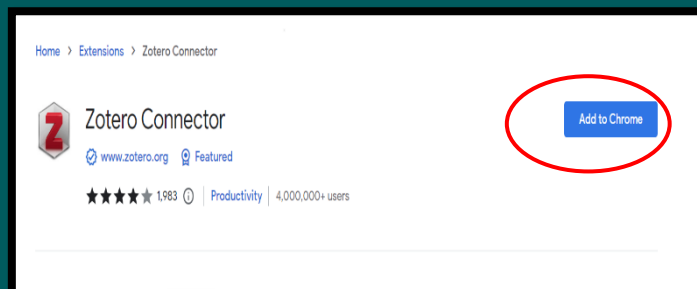 Home > Extensions > Zotero Connector
Z
Zotero Connector
Add to Chrome
www.zotero.org Featured
1,983 Productivity 4,000,000+ users